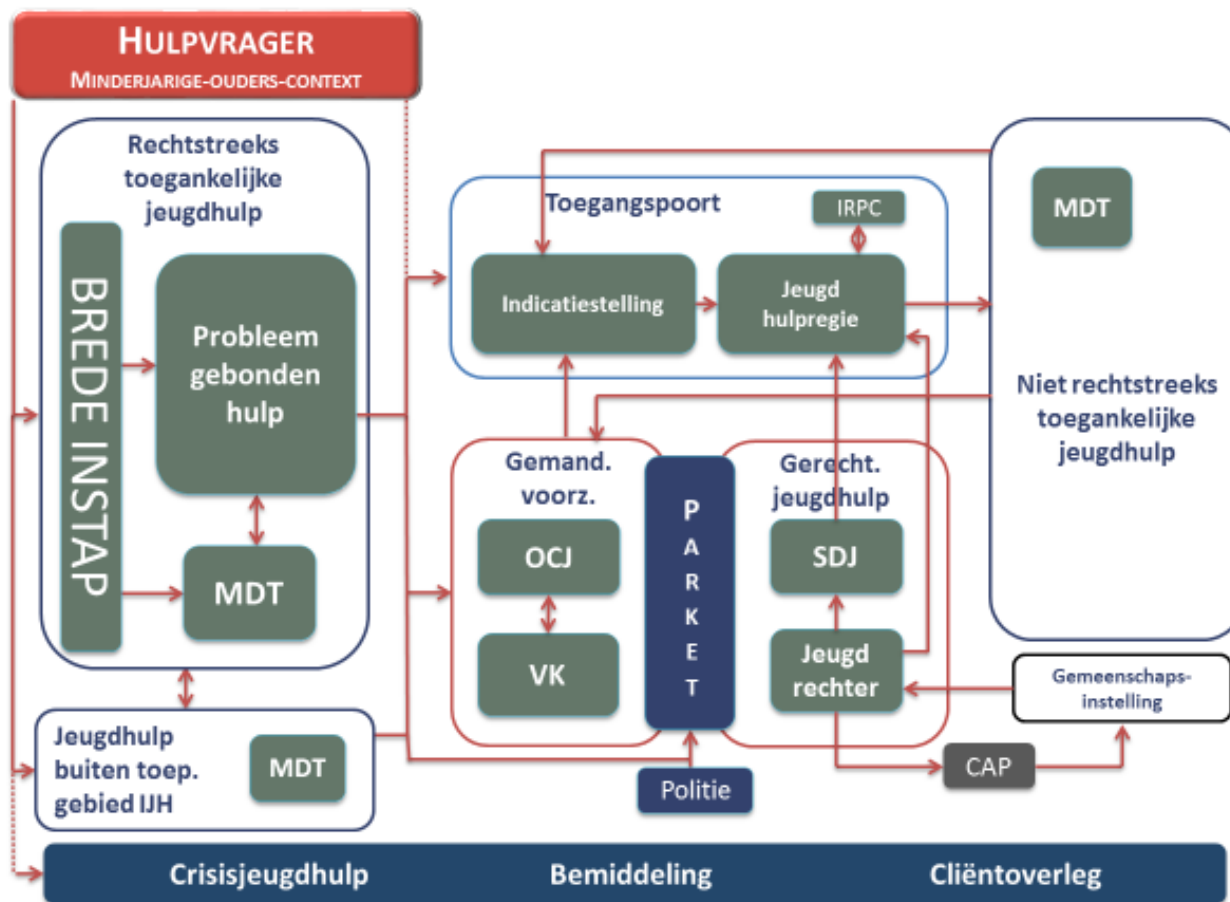 HULPVRAGER
MINDERJARIGE-OUDERS-CONTEXT
Rechtstreeks
toegankelijke
jeugdhulp
BREDE INSTAP
Probleem
gebonden
hulp
MDT
Jeugdhulp
buiten toep.
gebied IJH
MDT
Toegangspoort
IRPC
Indicatiestelling
Jeugd
hulpregie
Gemand.
voorz.
OCJ
VK
PARKET
Politie
Gerecht.
jeugdhulp
SDJ
Jeugd
rechter
CAP
MDT
Niet rechtstreeks
toegankelijke
jeugdhulp
Gemeenschaps-
instelling
Crisisjeugdhulp
Bemiddeling
Cliëntoverleg